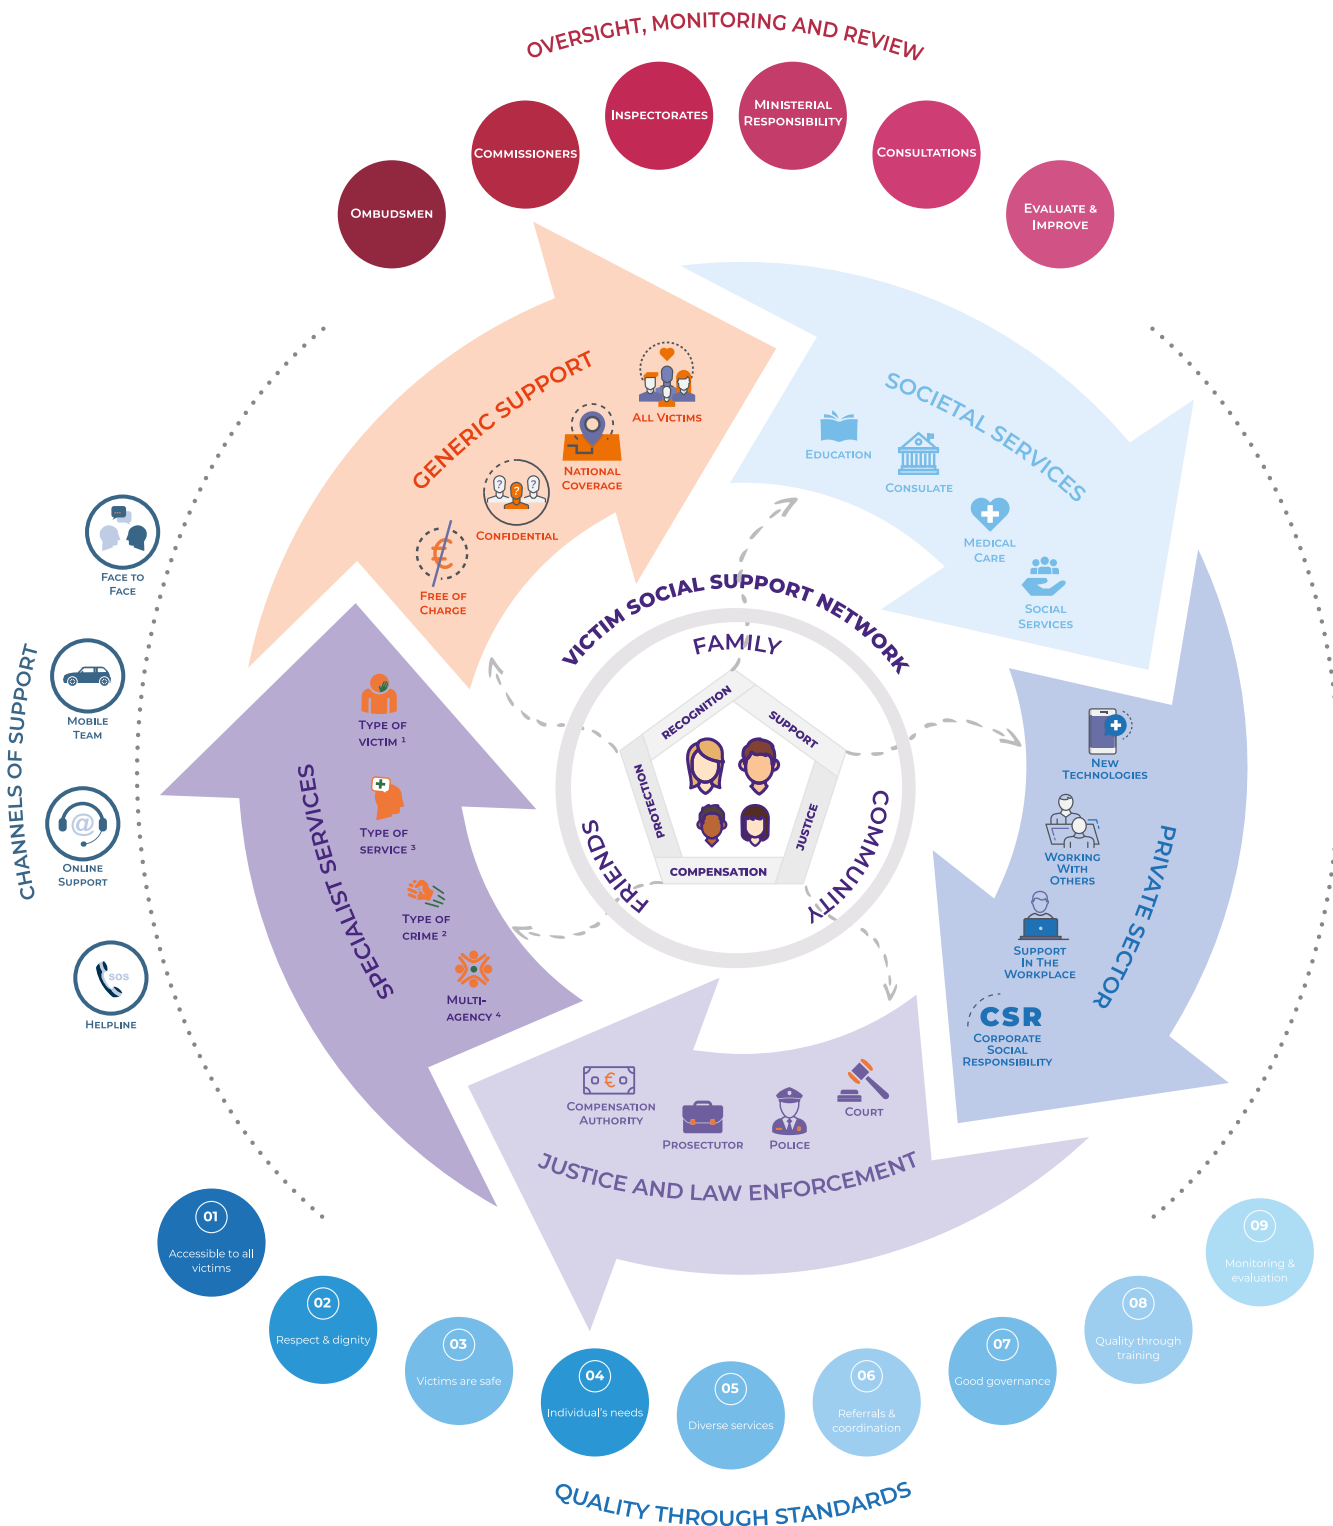 OVERSIGHT, MONITORING AND REVIEW
OMBUDSMEN
COMMISSIONERS
INSPECTORATES
MINISTERIAL
RESPONSIBILITY
CONSULTATIONS
EVALUATE &
IMPROVE
GENERIC SUPPORT
FREE OF
CHARGE
CONFIDENTIAL
NATIONAL
COVERAGE
ALL VICTIMS
SOCIETAL SERVICES
EDUCATION
CONSULATE
MEDICAL
CARE
SOCIAL
SERVICES
CHANNELS OF SUPPORT
FACE TO
FACE
MOBILE
TEAM
@
ONLINE
SUPPORT
SOS
HELPLINE
SPECIALIST SERVICES
TYPE OF
VICTIM 1
TYPE OF
SERVICE 3
TYPE OF
CRIME 2
MULTI-
AGENCY 4
VICTIM SOCIAL SUPPORT NETWORK
FAMILY
FRIENDS
COMMUNITY
RECOGNITION
SUPPORT
PROTECTION
JUSTICE
COMPENSATION
PRIVATE SECTOR
NEW
TECHNOLOGIES
WORKING
WITH
OTHERS
SUPPORT
IN THE
WORKPLACE
CSR
CORPORATE
SOCIAL
RESPONSIBILITY
COMPENSATION
AUTHORITY
PROSECTUTOR
POLICE
COURT
JUSTICE AND LAW ENFORCEMENT
01
Accessible to all
victims
02
Respect & dignity
03
Victims are safe
04
Individual's needs
05
Diverse services
06
Referrals &
coordination
07
Good governance
08
Quality through
training
09
Monitoring &
evaluation
QUALITY THROUGH STANDARDS